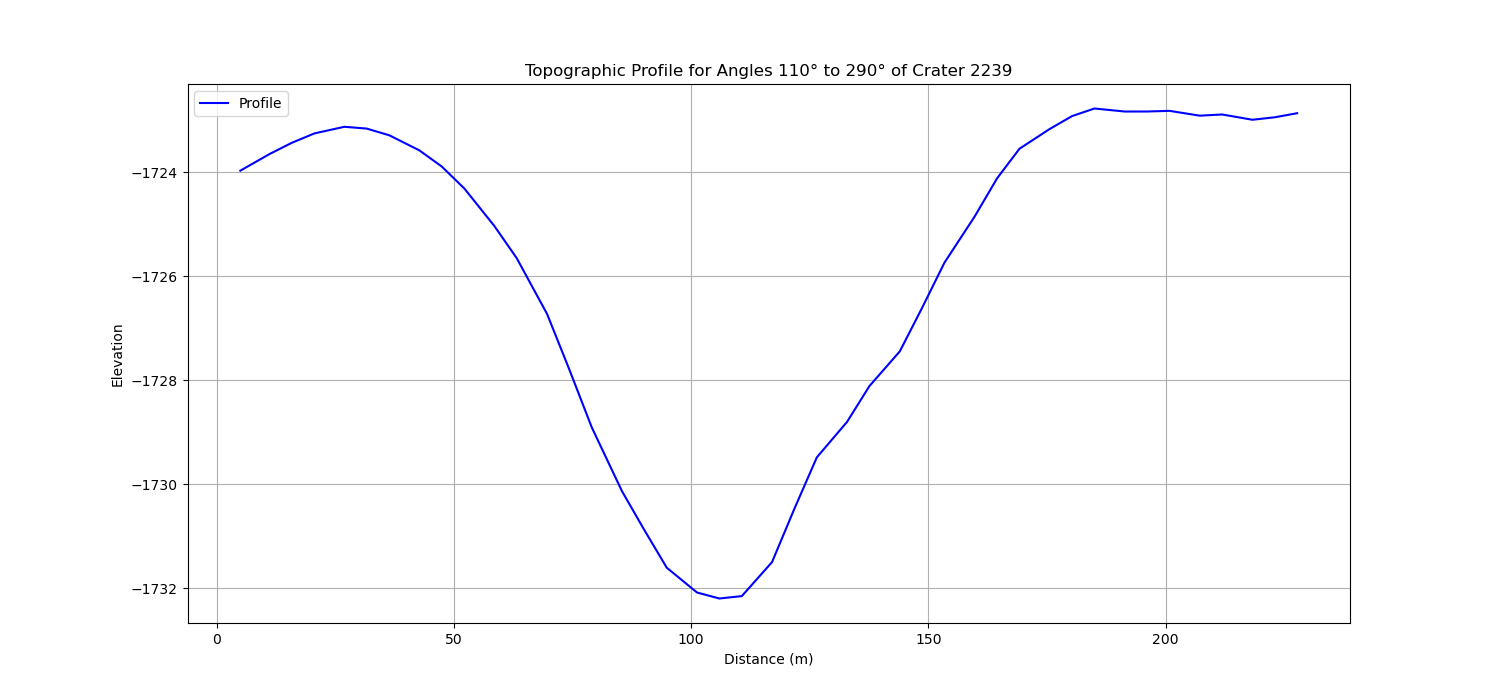 Topographic Profile for Angles 110° to 290° of Crater 2239
Profile
−1724
−1726
−1728
−1730
−1732
Elevation
0
50
100
150
200
Distance (m)